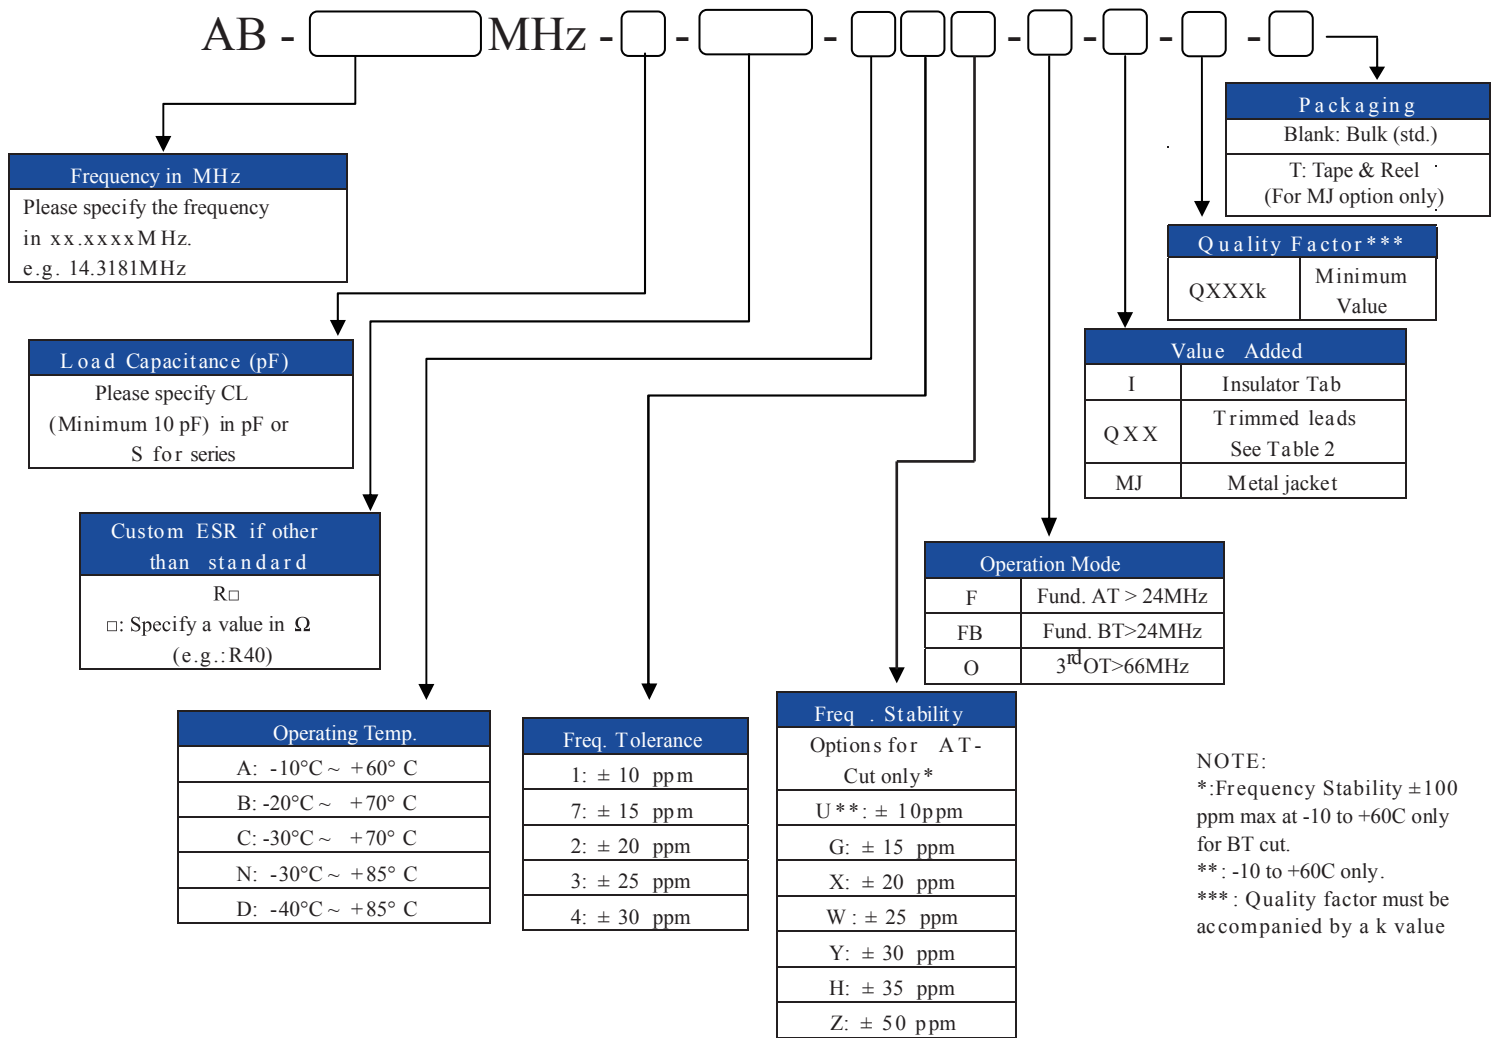 AB - MHz - - - - - - -
Packaging
Blank: Bulk (std.)
T: Tape & Reel
(For MJ option only)
Frequency in MHz
Please specify the frequency
in xx.xxxxMHz.
e.g. 14.3181MHz
Quality Factor***
QXXXk
Minimum
Value
Load Capacitance (pF)
Please specify CL
(Minimum 10 pF) in pF or
S for series
Value Added
I
Insulator Tab
QXX
Trimmed leads
See Table 2
MJ
Metal jacket
Custom ESR if other
than standard
R□
□: Specify a value in Ω
(e.g.:R40)
Operation Mode
F
Fund. AT > 24MHz
FB
Fund. BT>24MHz
O
3rd OT>66MHz
Operating Temp.
A: -10°C ~ +60° C
B: -20°C ~ +70° C
C: -30°C ~ +70° C
N: -30°C ~ +85° C
D: -40°C ~ +85° C
Freq. Tolerance
1: ± 10 ppm
7: ± 15 ppm
2: ± 20 ppm
3: ± 25 ppm
4: ± 30 ppm
Freq . Stability
Options for AT-
Cut only*
U**: ± 10ppm
G: ± 15 ppm
X: ± 20 ppm
W : ± 25 ppm
Y: ± 30 ppm
H: ± 35 ppm
Z: ± 50 ppm
NOTE:
*:Frequency Stability ±100
ppm max at -10 to +60C only
for BT cut.
**: -10 to +60C only.
***: Quality factor must be
accompanied by a k value